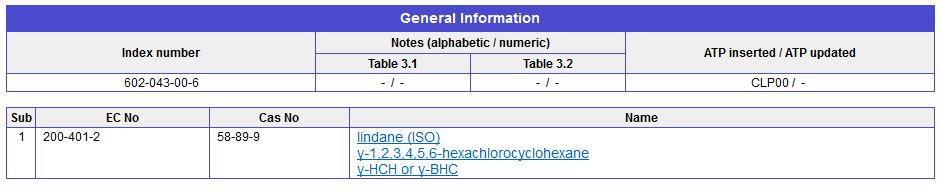 General Information
Index number
Notes (alphabetic / numeric)
ATP inserted / ATP updated
Table 3.1
Table 3.2
602-043-00-6
- / -
- / -
CLP00 / -
Sub
EC No
Cas No
Name
1
200-401-2
58-89-9
lindane (ISO)
γ-1,2,3,4,5,6-hexachlorocyclohexane
γ-HCH or γ-BHC